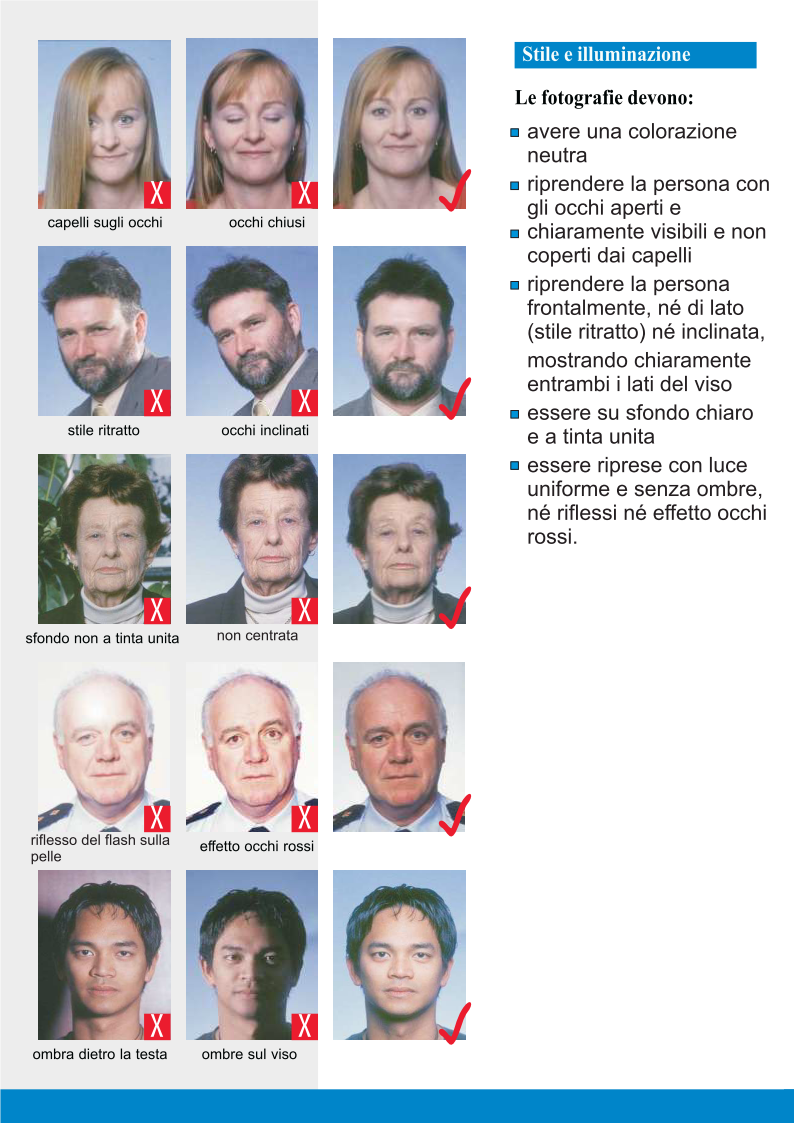 Stile e illuminazione
Le fotografie devono:
avere una colorazione
neutra
riprendere la persona con
gli occhi aperti e
chiaramente visibili e non
coperti dai capelli
riprendere la persona
frontalmente, né di lato
(stile ritratto) né inclinata,
mostrando chiaramente
entrambi i lati del viso
essere su sfondo chiaro
e a tinta unita
essere riprese con luce
uniforme e senza ombre,
né riflessi né effetto occhi
rossi.
X X
capelli sugli occhi occhi chiusi
X X
stile ritratto occhi inclinati
X X
sfondo non a tinta unita non centrata
X X
riflesso del flash sulla
pelle
effetto occhi rossi
X X
ombra dietro la testa ombre sul viso